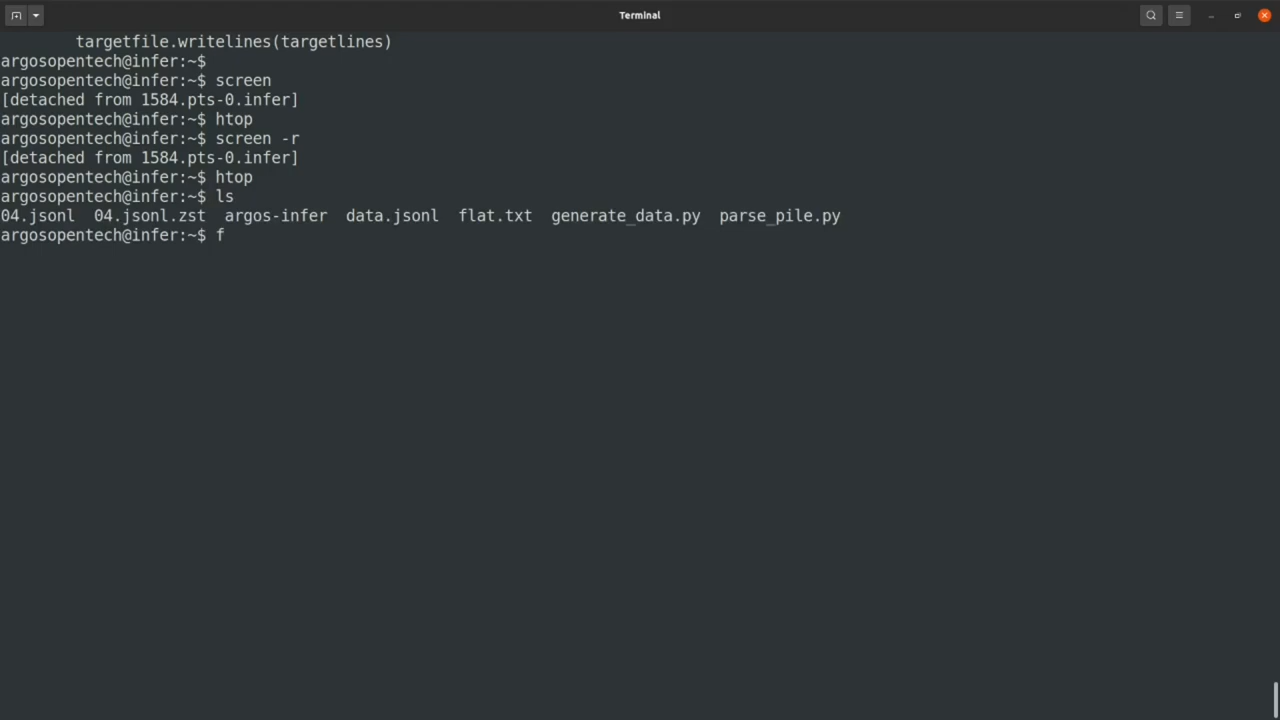 Terminal
targetfile.writelines(targetlines)
argosopentech@infer:~$
argosopentech@infer:~$ screen
[detached from 1584.pts-0.infer]
argosopentech@infer:~$ htop
argosopentech@infer:~$ screen -r
[detached from 1584.pts-0.infer]
argosopentech@infer:~$ htop
argosopentech@infer:~$ ls
04.jsonl  04.jsonl.zst  argos-infer  data.jsonl  flat.txt  generate_data.py  parse_pile.py
argosopentech@infer:~$ f